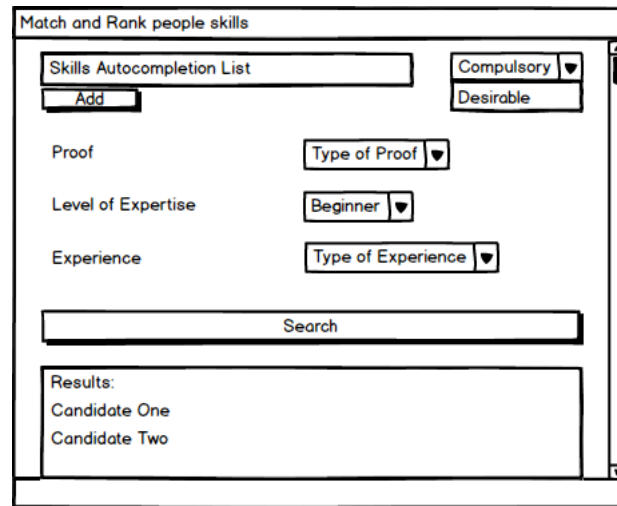 Match and Rank people skills
Skills Autocompletion List
Compulsory
Add
Desirable
Proof
Type of Proof
Level of Expertise
Beginner
Experience
Type of Experience
Search
Results:
Candidate One
Candidate Two